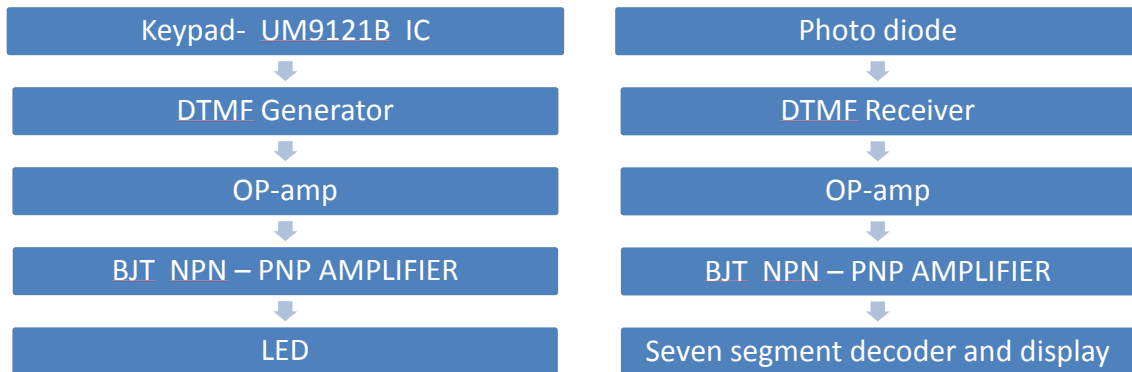 Keypad- UM9121B IC
DTMF Generator
OP-amp
BJT NPN – PNP AMPLIFIER
LED
Photo diode
DTMF Receiver
OP-amp
BJT NPN – PNP AMPLIFIER
Seven segment decoder and display